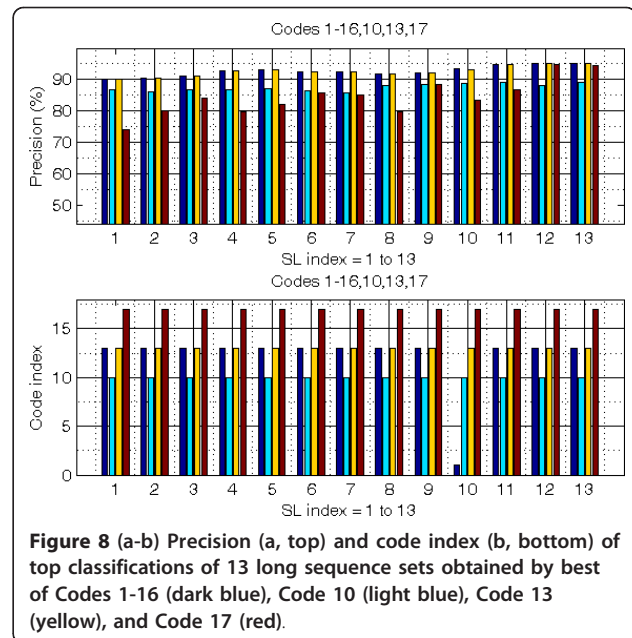 Codes 1-16,10,13,17
90
80
70
60
50
Precision (%)
1 2 3 4 5 6 7 8 9 10 11 12 13
SL index = 1 to 13
Codes 1-16,10,13,17
15
10
5
0
Code index
1 2 3 4 5 6 7 8 9 10 11 12 13
SL index = 1 to 13
Figure 8 (a-b) Precision (a, top) and code index (b, bottom) of
top classifications of 13 long sequence sets obtained by best
of Codes 1-16 (dark blue), Code 10 (light blue), Code 13
(yellow), and Code 17 (red).